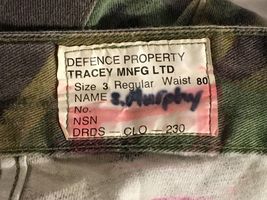 DEFENCE PROPERTY
TRACEY MNFG LTD
Size 3 Regular Waist 80
NAME S. Murphy
No.
NSN
DRDS — CLO — 230